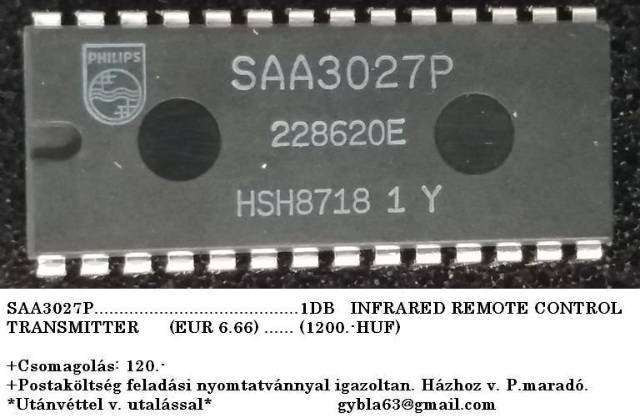 PHILIPS
SAA3027P
228620E
HSH8718 1 Y
SAA3027P.........................................1DB INFRARED REMOTE CONTROL
TRANSMITTER (EUR 6.66) ...... (1200.-HUF)
+Csomagolás: 120.-
+Postaköltség feladási nyomtatvánnyal igazoltan. Házhoz v. P.maradó.
*Utánvéttel v. utalással* gybla63@gmail.com